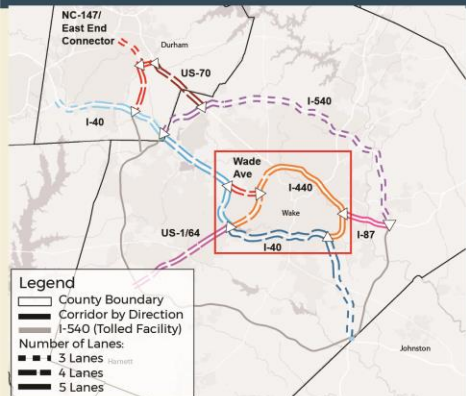 NC-147/
East End
Connector
Durham
US-70
I-40
I-540
Wade
Ave
I-440
Wake
US-1/64
I-40
I-87
Legend
County Boundary
Corridor by Direction
I-540 (Tolled Facility)
Number of Lanes:
3 Lanes
Harnett
4 Lanes
5 Lanes
Johnston